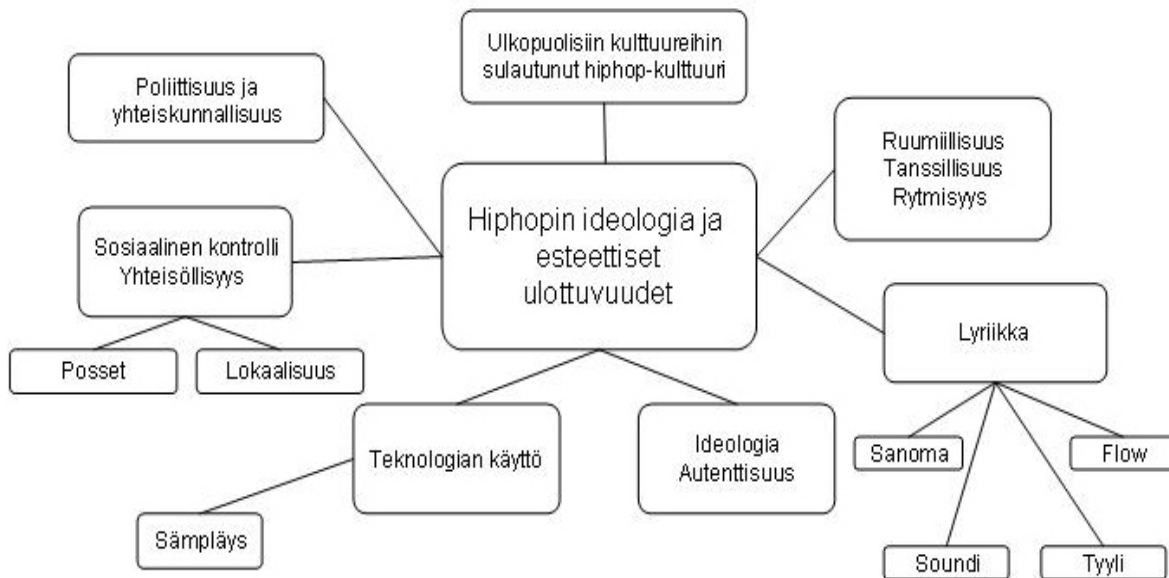 Ulkopuolisiin kulttuureihin
sulautunut hiphop-kulttuuri
Poliittisuus ja
yhteiskunnallisuus
Ruumiillisuus
Tanssillisuus
Rytmisyys
Hiphopin ideologia ja
esteettiset
ulottuvuudet
Sosiaalinen kontrolli
Yhteisöllisyys
Posset
Lokaalisuus
Lyriikka
Teknologian käyttö
Ideologia
Autenttisuus
Sanoma
Flow
Sämpläys
Soundi
Tyyli